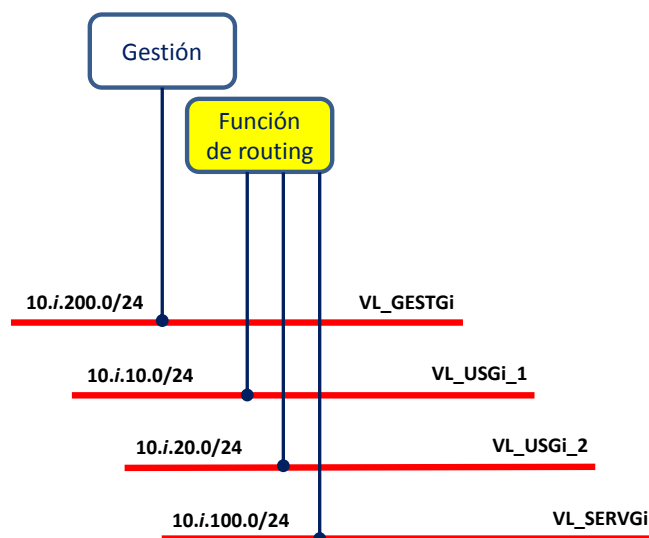 Gestión
Función
de routing
10.i.200.0/24 VL_GESTGi
10.i.10.0/24 VL_USGi_1
10.i.20.0/24 VL_USGi_2
10.i.100.0/24 VL_SERVGi